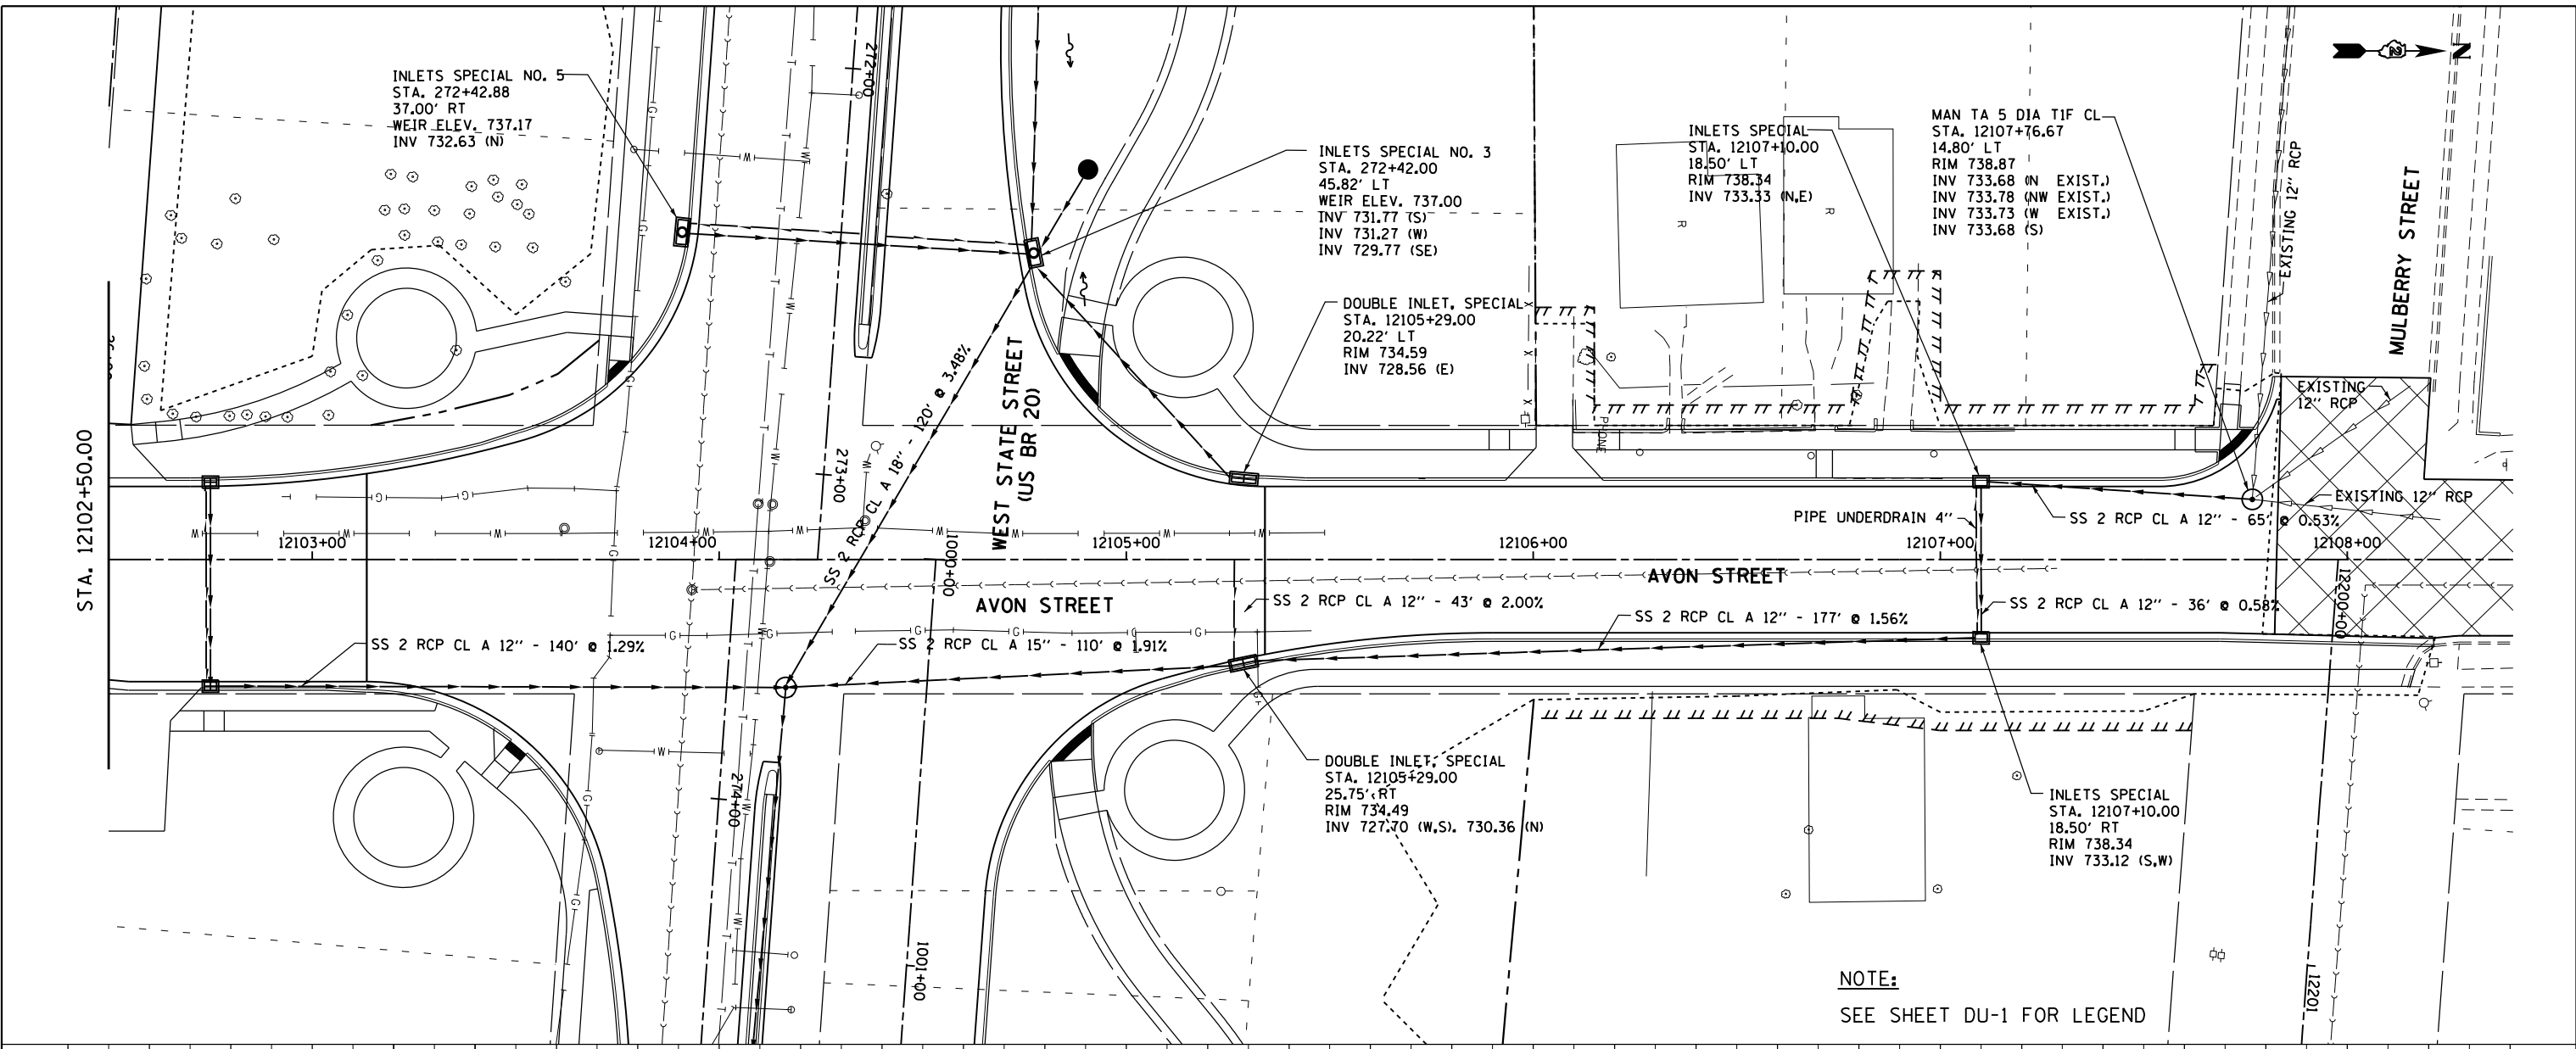 INLETS SPECIAL NO. 5
STA. 272+42.88
37.00' RT
WEIR ELEV. 737.17
INV 732.63 (N)
272+00
INLETS SPECIAL NO. 3
STA. 272+42.00
45.82' LT
WEIR ELEV. 737.00
INV 731.77 (S)
INV 731.27 (W)
INV 729.77 (SE)
DOUBLE INLET, SPECIAL
STA. 12105+29.00
20.22' LT
RIM 734.59
INV 728.56 (E)
INLETS SPECIAL
STA. 12107+10.00
18.50' LT
RIM 738.34
INV 733.33 (N,E)
MAN TA 5 DIA T1F CL
STA. 12107+76.67
14.80' LT
RIM 738.87
INV 733.68 (N EXIST.)
INV 733.78 (NW EXIST.)
INV 733.73 (W EXIST.)
INV 733.68 (S)
EXISTING 12" RCP
MULBERRY STREET
N
2
R
R
EXISTING
12" RCP
EXISTING 12" RCP
STA. 12102+50.00
WEST STATE STREET
(US BR 20)
SS 2 RCP CL A 18" - 120' @ 3.48%
273+00
PIPE UNDERDRAIN 4"
SS 2 RCP CL A 12" - 65' @ 0.53%
12103+00
12104+00
12105+00
12106+00
12107+00
12108+00
1000+00
AVON STREET
AVON STREET
SS 2 RCP CL A 12" - 43' @ 2.00%
SS 2 RCP CL A 12" - 177' @ 1.56%
SS 2 RCP CL A 12" - 36' @ 0.58%
12200+00
SS 2 RCP CL A 12" - 140' @ 1.29%
SS 2 RCP CL A 15" - 110' @ 1.91%
274+00
DOUBLE INLET, SPECIAL
STA. 12105+29.00
25.75' RT
RIM 734.49
INV 727.70 (W,S). 730.36 (N)
INLETS SPECIAL
STA. 12107+10.00
18.50' RT
RIM 738.34
INV 733.12 (S,W)
1001+00
12201
NOTE:
SEE SHEET DU-1 FOR LEGEND